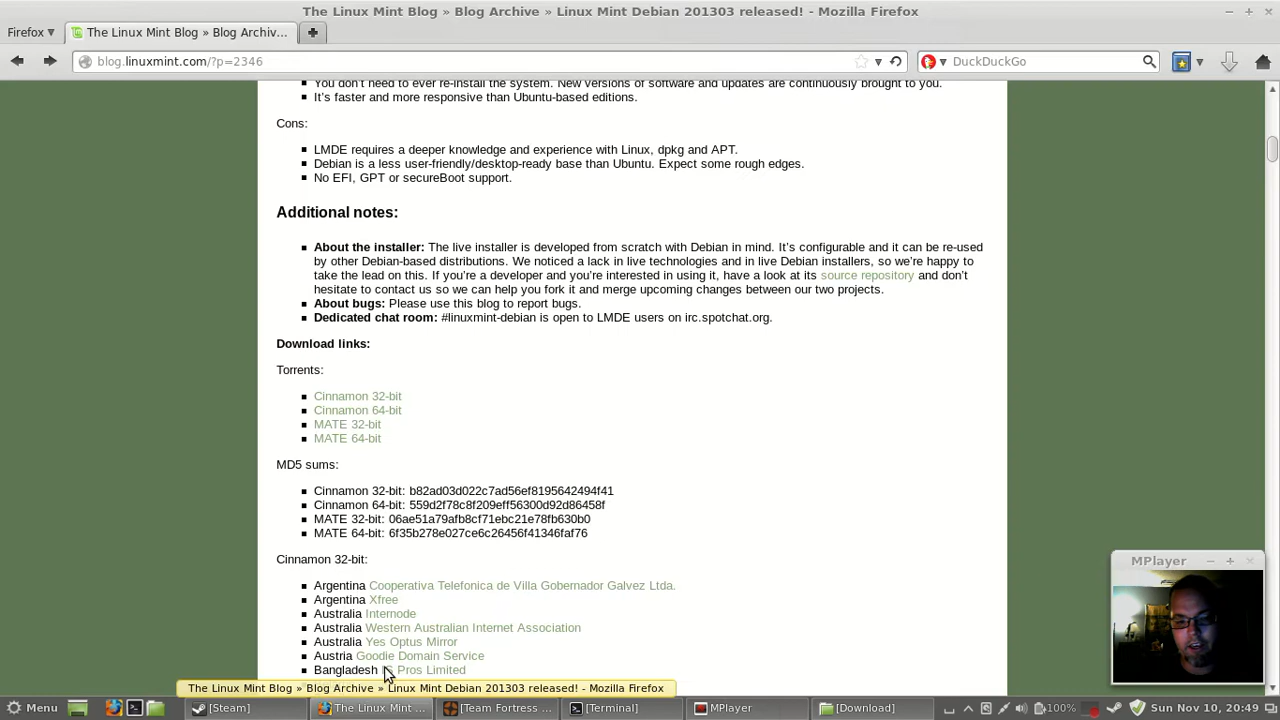 The Linux Mint Blog » Blog Archive » Linux Mint Debian 201303 released! - Mozilla Firefox
Firefox
The Linux Mint Blog » Blog Archiv...
blog.linuxmint.com/?p=2346
DuckDuckGo
You don't need to ever re-install the system. New versions of software and updates are continuously brought to you.
It's faster and more responsive than Ubuntu-based editions.
Cons:
LMDE requires a deeper knowledge and experience with Linux, dpkg and APT.
Debian is a less user-friendly/desktop-ready base than Ubuntu. Expect some rough edges.
No EFI, GPT or secureBoot support.
Additional notes:
About the installer: The live installer is developed from scratch with Debian in mind. It's configurable and it can be re-used
by other Debian-based distributions. We noticed a lack in live technologies and in live Debian installers, so we're happy to
take the lead on this. If you're a developer and you're interested in using it, have a look at its source repository and don't
hesitate to contact us so we can help you fork it and merge upcoming changes between our two projects.
About bugs: Please use this blog to report bugs.
Dedicated chat room: #linuxmint-debian is open to LMDE users on irc.spotchat.org.
Download links:
Torrents:
Cinnamon 32-bit
Cinnamon 64-bit
MATE 32-bit
MATE 64-bit
MD5 sums:
Cinnamon 32-bit: b82ad03d022c7ad56ef8195642494f41
Cinnamon 64-bit: 559d2f78c8f209eff56300d92d86458f
MATE 32-bit: 06ae51a79afb8cf71ebc21e78fb630b0
MATE 64-bit: 6f35b278e027ce6c26456f41346faf76
Cinnamon 32-bit:
Argentina Cooperativa Telefonica de Villa Gobernador Galvez Ltda.
Argentina Xfree
Australia Internode
Australia Western Australian Internet Association
Australia Yes Optus Mirror
Austria Goodie Domain Service
Bangladesh Pros Limited
MPlayer
The Linux Mint Blog » Blog Archive » Linux Mint Debian 201303 released! - Mozilla Firefox
Menu
[Steam]
The Linux Mint ...
[Team Fortress ...
[Terminal]
MPlayer
[Download]
100%
Sun Nov 10, 20:49